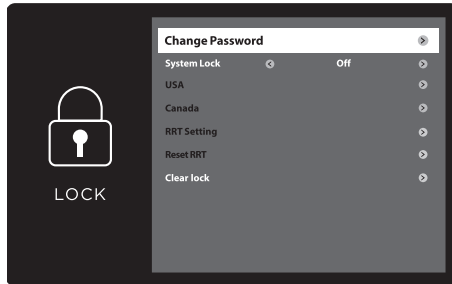 Change Password
System Lock Off
USA
Canada
RRT Setting
Reset RRT
Clear lock
LOCK